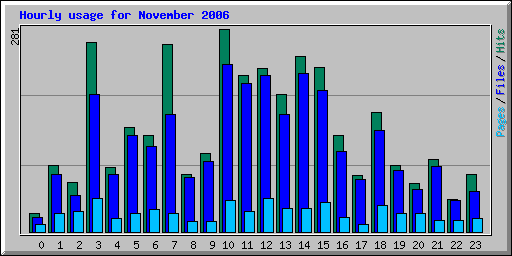 Hourly usage for November 2006
281
Pages / Files / Hits
0 1 2 3 4 5 6 7 8 9 10 11 12 13 14 15 16 17 18 19 20 21 22 23